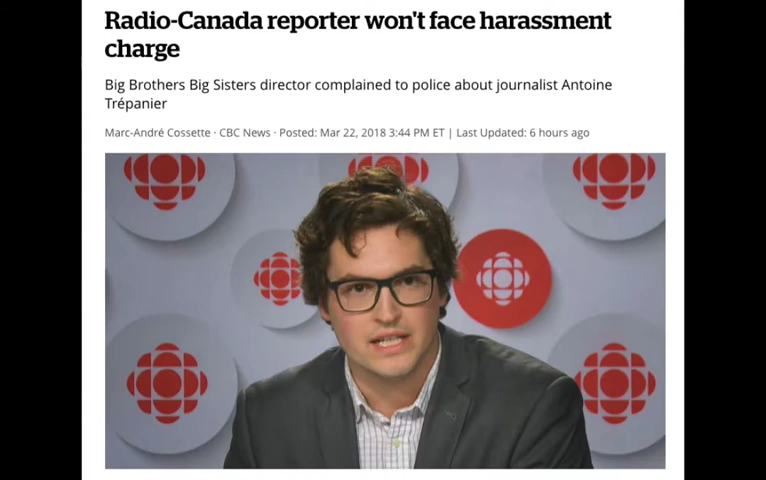 Radio-Canada reporter won't face harassment
charge
Big Brothers Big Sisters director complained to police about journalist Antoine
Trépanier
Marc-André Cossette · CBC News · Posted: Mar 22, 2018 3:44 PM ET | Last Updated: 6 hours ago